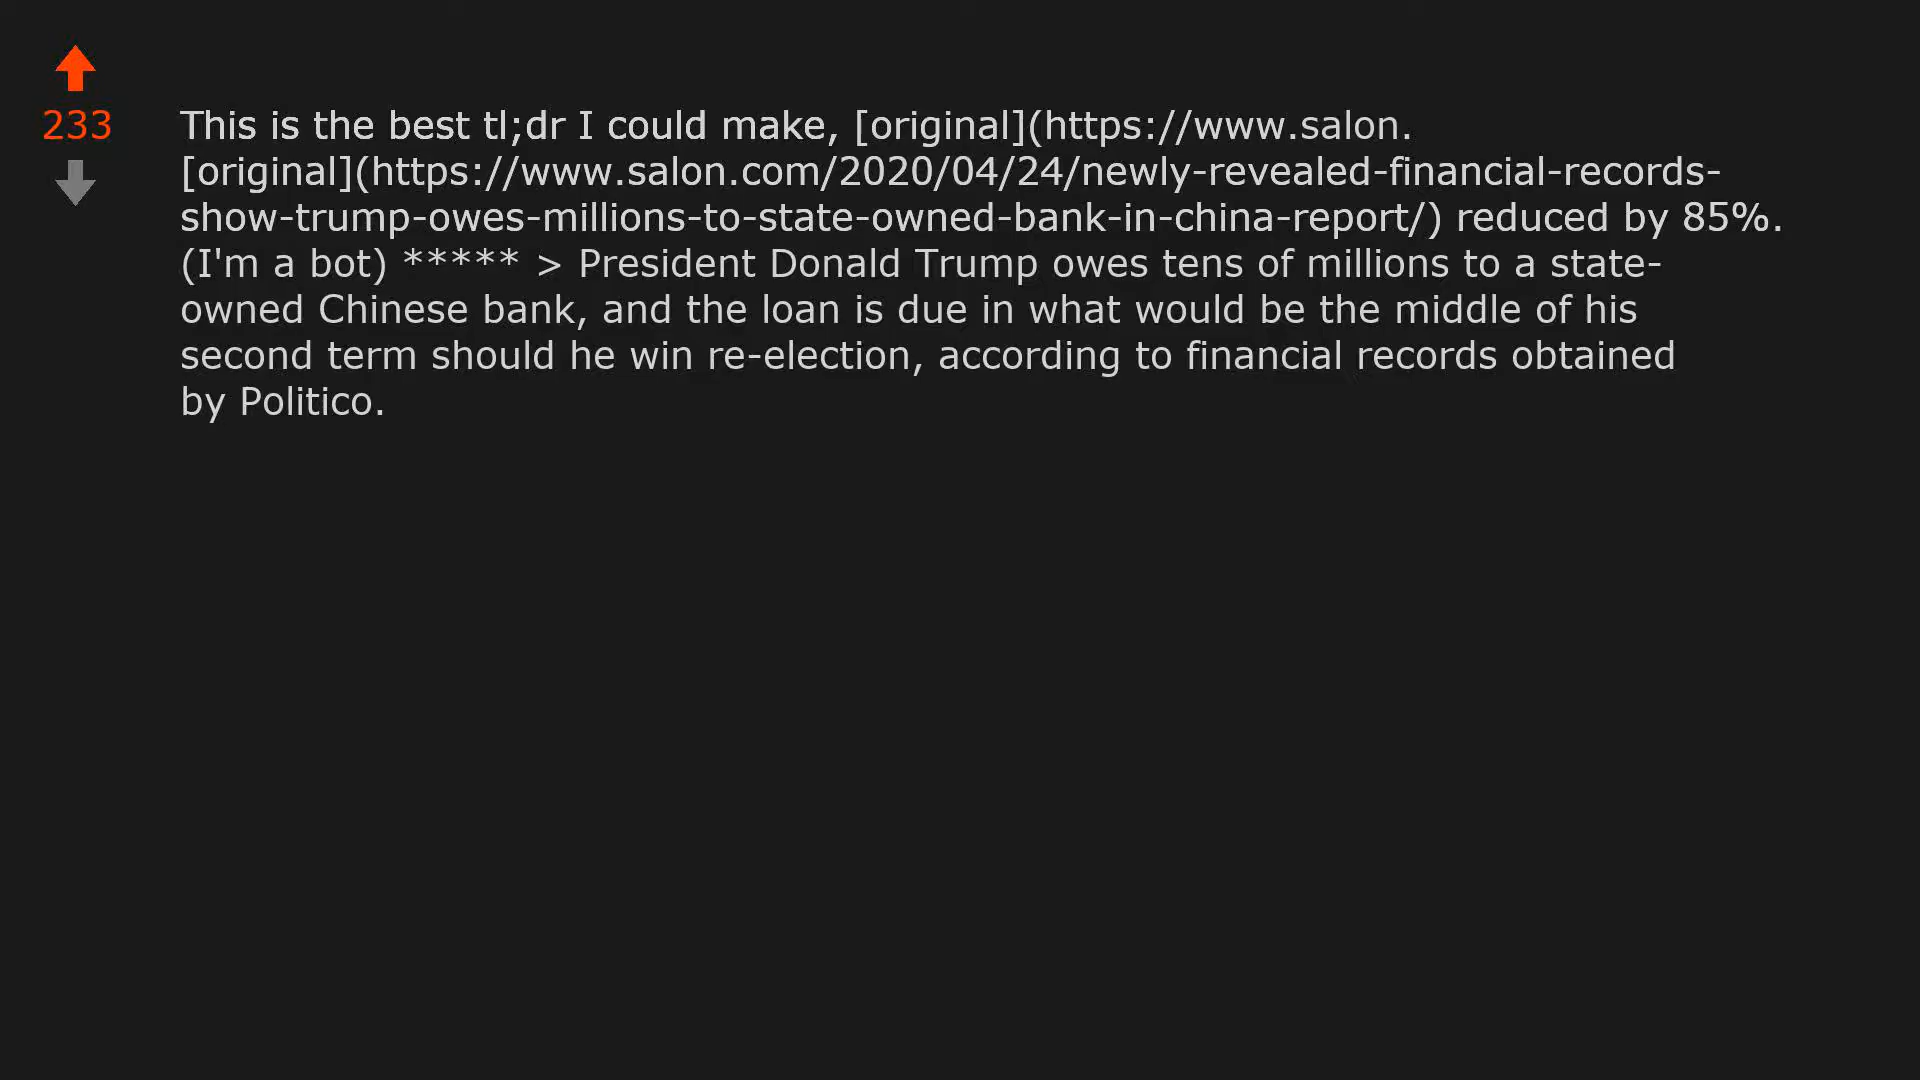 233
This is the best tl;dr I could make, [original](https://www.salon.
[original](https://www.salon.com/2020/04/24/newly-revealed-financial-records-
show-trump-owes-millions-to-state-owned-bank-in-china-report/) reduced by 85%.
(I'm a bot) ***** > President Donald Trump owes tens of millions to a state-
owned Chinese bank, and the loan is due in what would be the middle of his
second term should he win re-election, according to financial records obtained
by Politico.